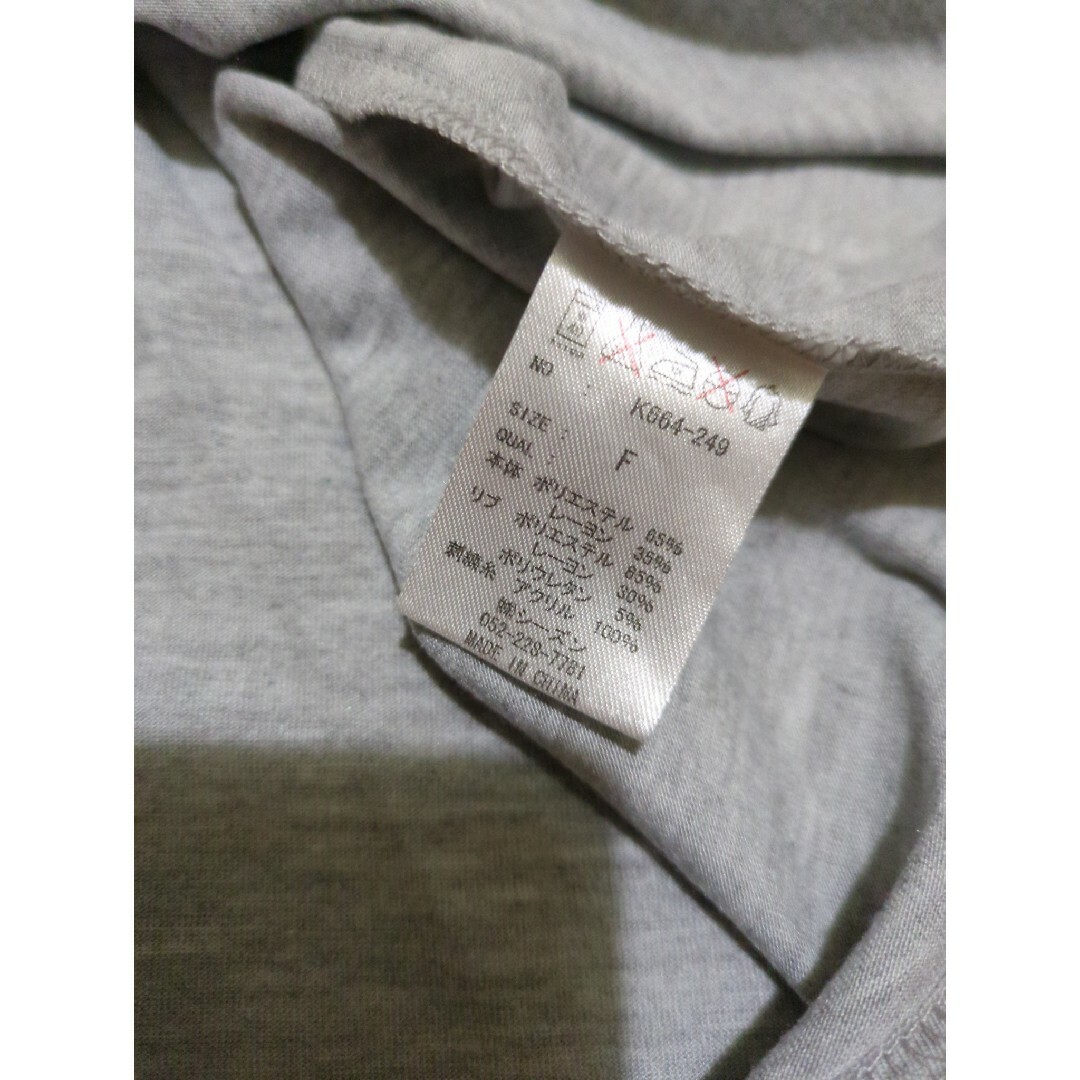 NO : K664-249
SIZE : F
QUAL :
本体 ポリエステル 65%
レーヨン 35%
リブ ポリエステル 65%
レーヨン 30%
ポリウレタン 5%
刺繍糸 アクリル 100%
㈱シーズン
052-228-7781
MADE IN CHINA